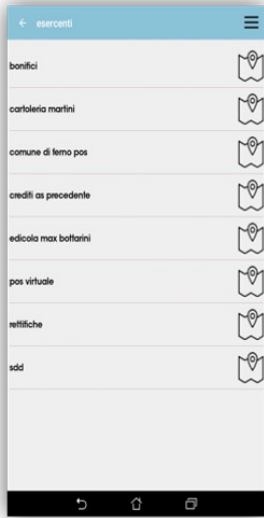 esercenti
bonifici
cartoleria martini
comune di ferno pos
crediti as precedente
edicola max bottarini
pos virtuale
rettifiche
sdd